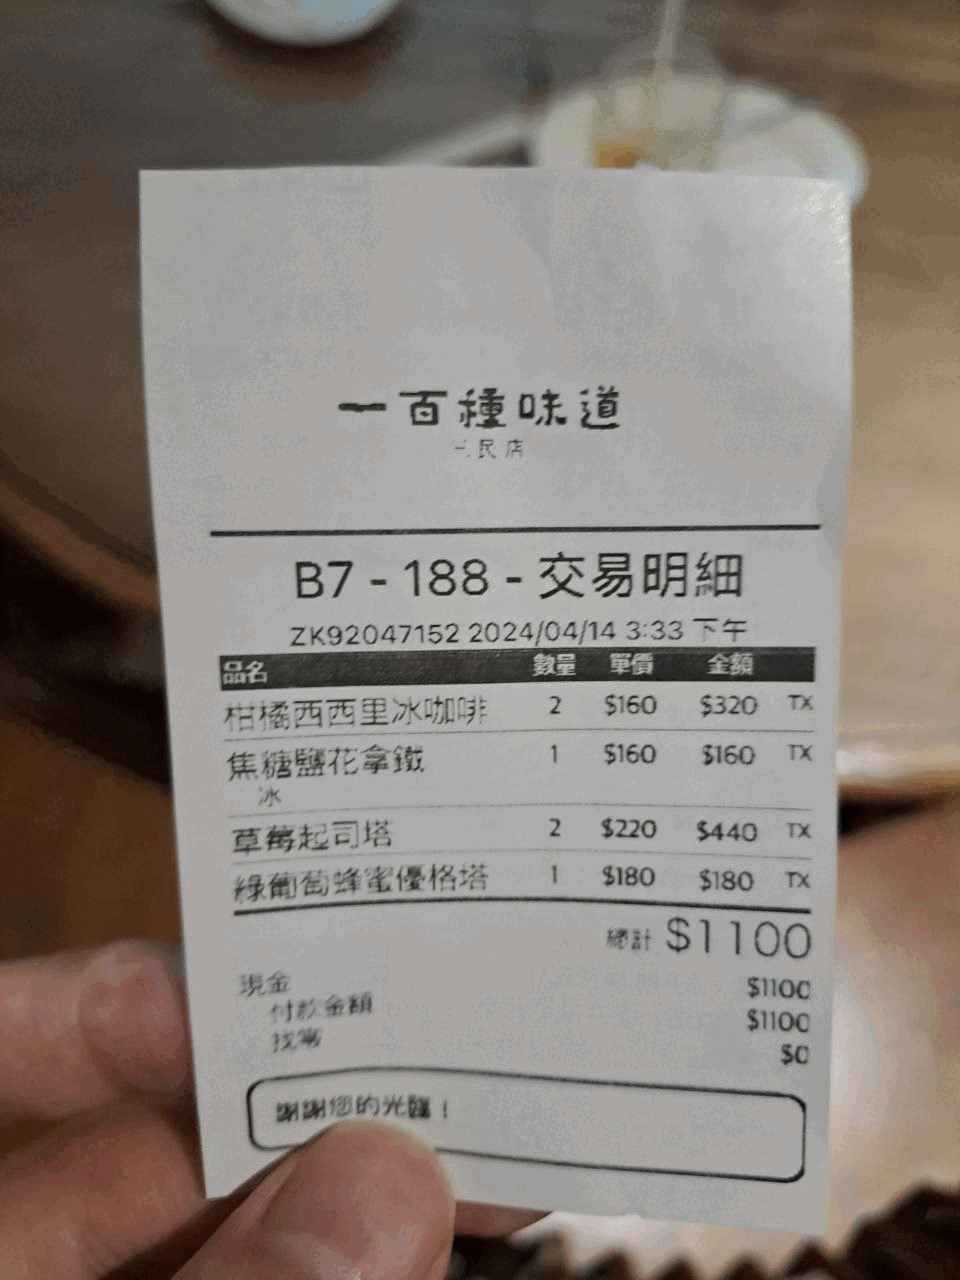 一百種味道
民店
B7 - 188 - 交易明細
ZK92047152 2024/04/14 3:33 下午
品名 數量 單價 金額
柑橘西西里冰咖啡 2 $160 $320 TX
焦糖鹽花拿鐵 1 $160 $160 TX
冰
草莓起司塔 2 $220 $440 TX
綠葡萄蜂蜜優格塔 1 $180 $180 TX
總計 $1100
現金 $1100
付款金額 $1100
找零 $0
謝謝您的光臨！